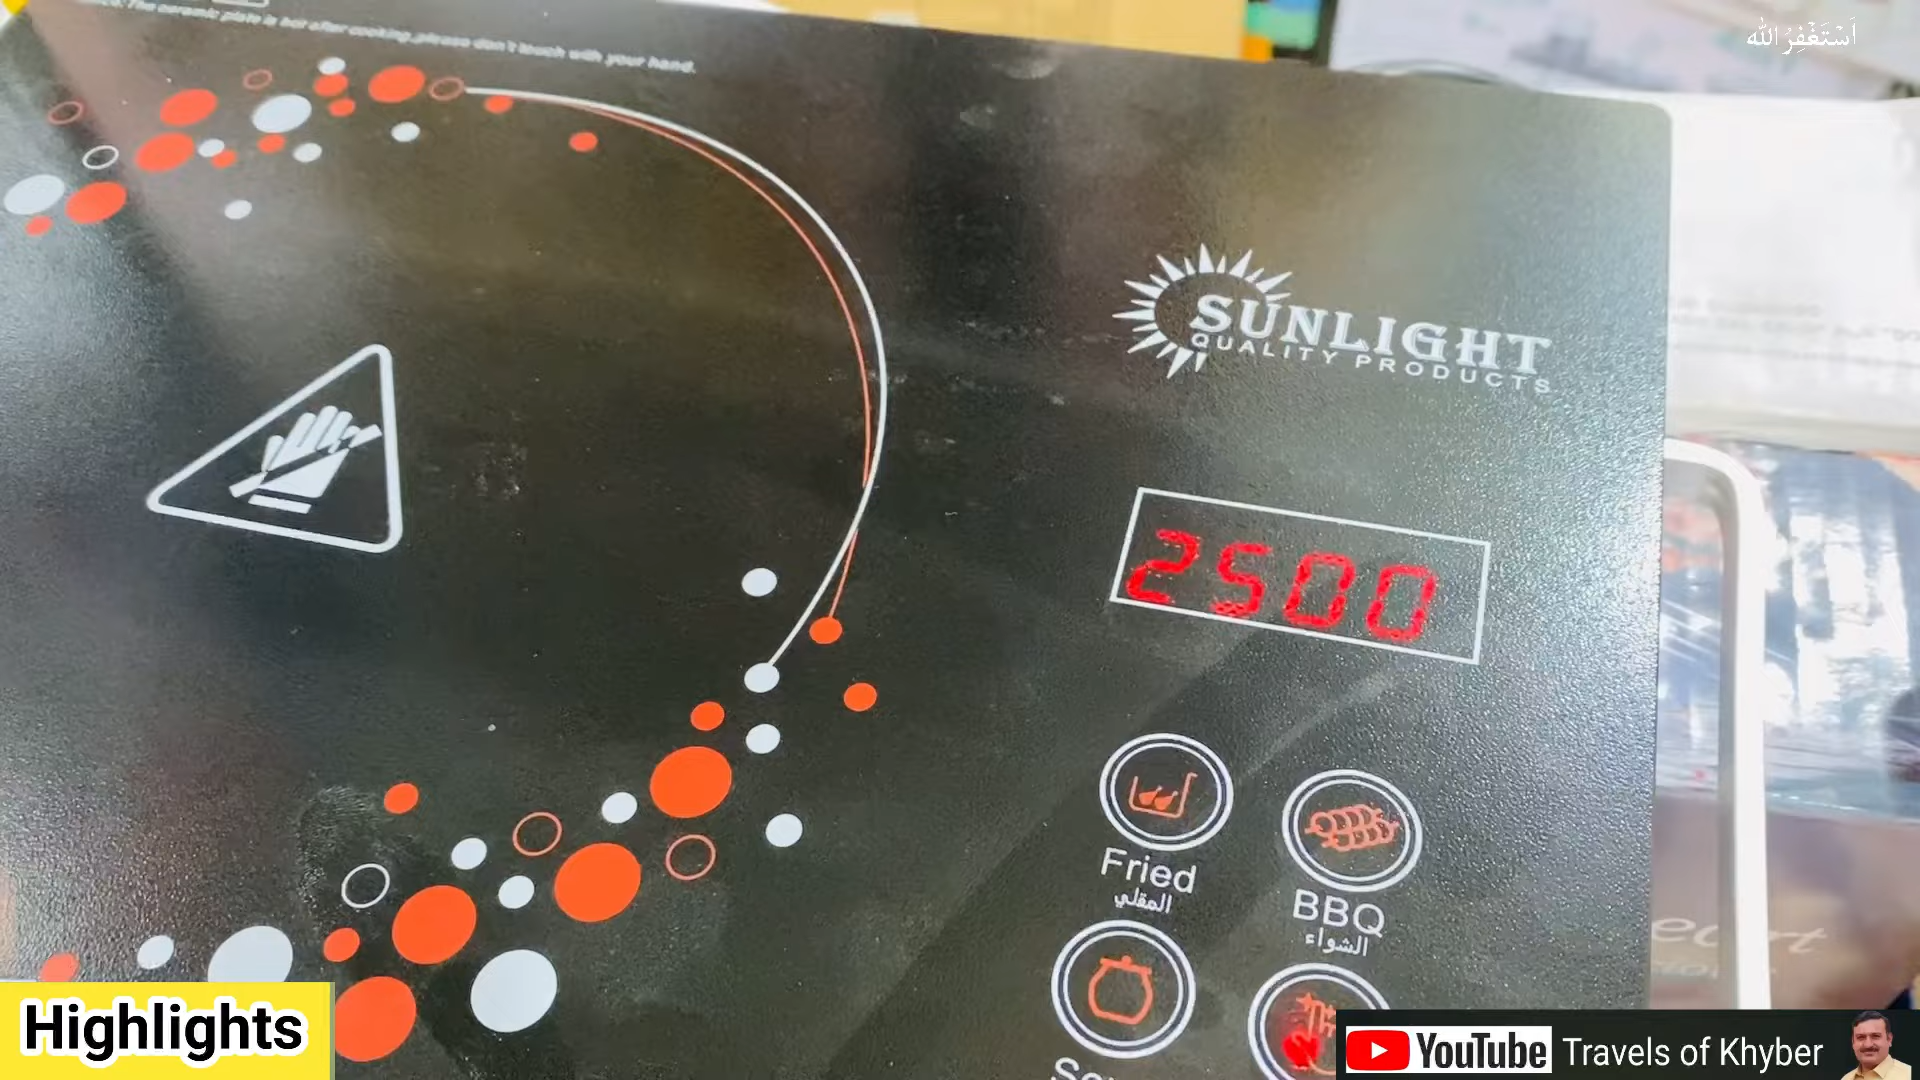 The ceramic plate is hot after cooking, please don't touch with your hand.
اَسْتَغْفِرُ الله
SUNLIGHT
QUALITY PRODUCTS
2500
Fried
المقلي
BBQ
الشواء
Highlights
YouTube Travels of Khyber